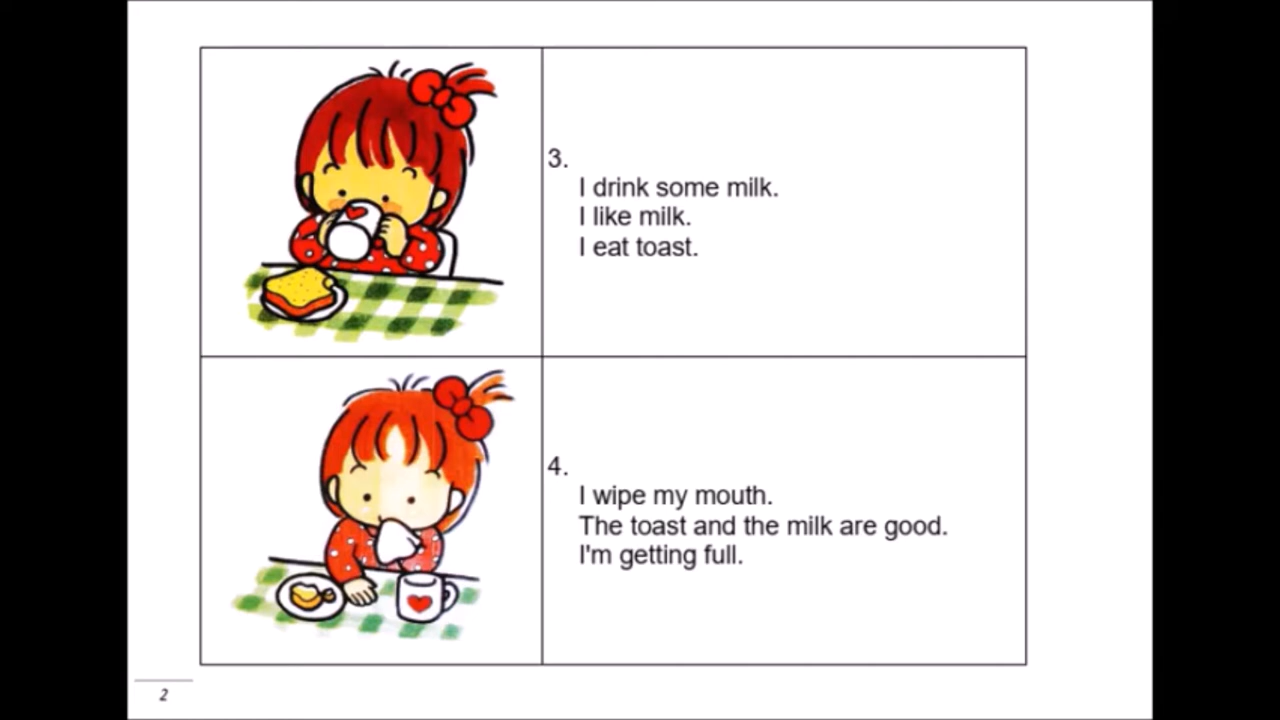 3.
I drink some milk.
I like milk.
I eat toast.
4.
I wipe my mouth.
The toast and the milk are good.
I'm getting full.
2